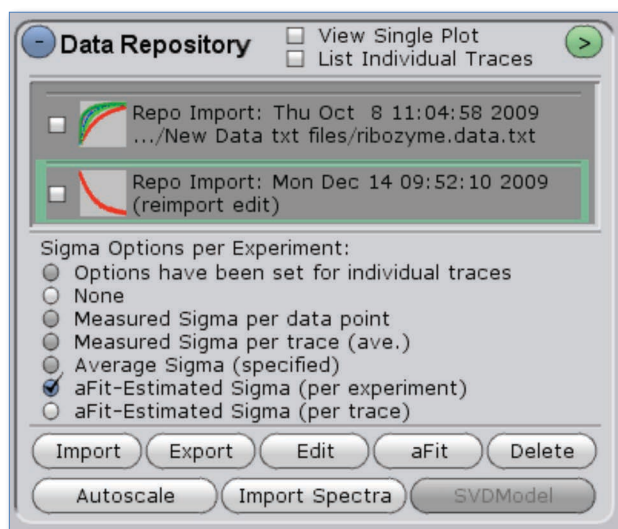 - Data Repository
View Single Plot
List Individual Traces
>
Repo Import: Thu Oct 8 11:04:58 2009
.../New Data txt files/ribozyme.data.txt
Repo Import: Mon Dec 14 09:52:10 2009
(reimport edit)
Sigma Options per Experiment:
Options have been set for individual traces
None
Measured Sigma per data point
Measured Sigma per trace (ave.)
Average Sigma (specified)
aFit-Estimated Sigma (per experiment)
aFit-Estimated Sigma (per trace)
Import Export Edit aFit Delete
Autoscale Import Spectra SVDModel